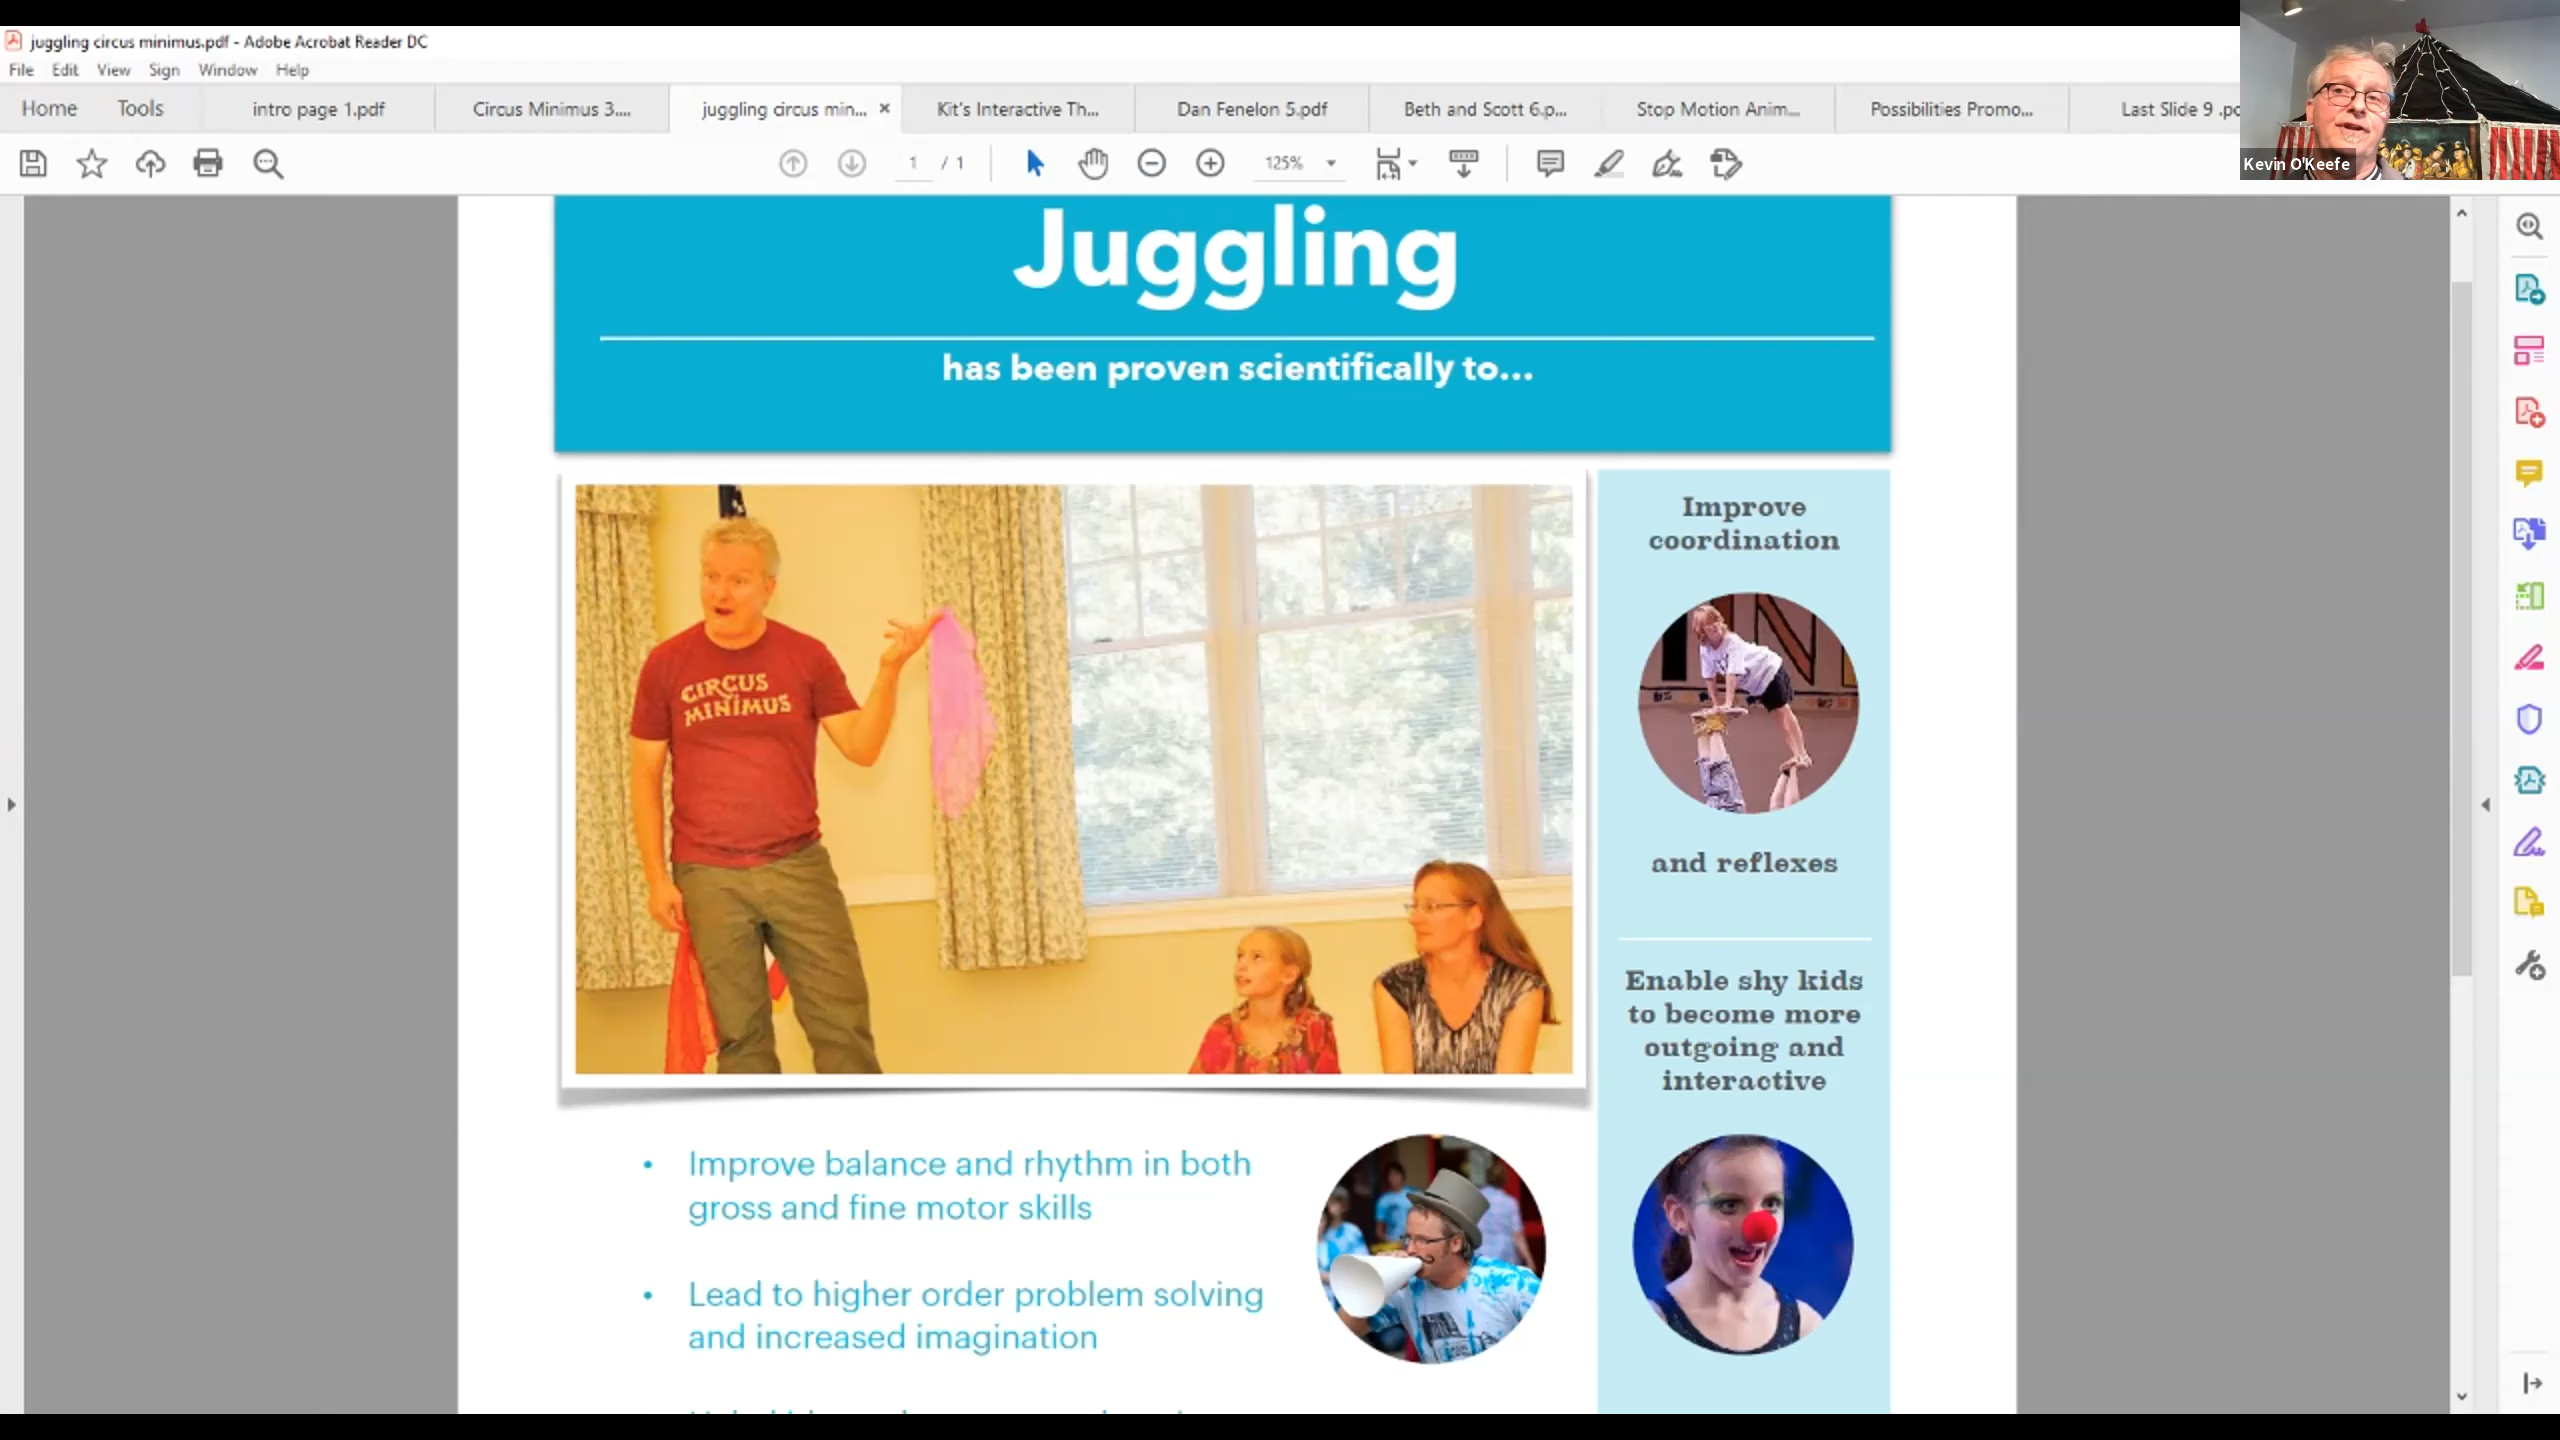 juggling circus minimus.pdf - Adobe Acrobat Reader DC
File Edit View Sign Window Help
Home Tools intro page 1.pdf Circus Minimus 3.... juggling circus min... × Kit's Interactive Th... Dan Fenelon 5.pdf Beth and Scott 6.p... Stop Motion Anim... Possibilities Promo... Last Slide 9 .pd
1 / 1 125%
Kevin O'Keefe
Juggling
has been proven scientifically to...
CIRCUS
MINIMUS
Improve
coordination
and reflexes
Enable shy kids
to become more
outgoing and
interactive
• Improve balance and rhythm in both
gross and fine motor skills
• Lead to higher order problem solving
and increased imagination